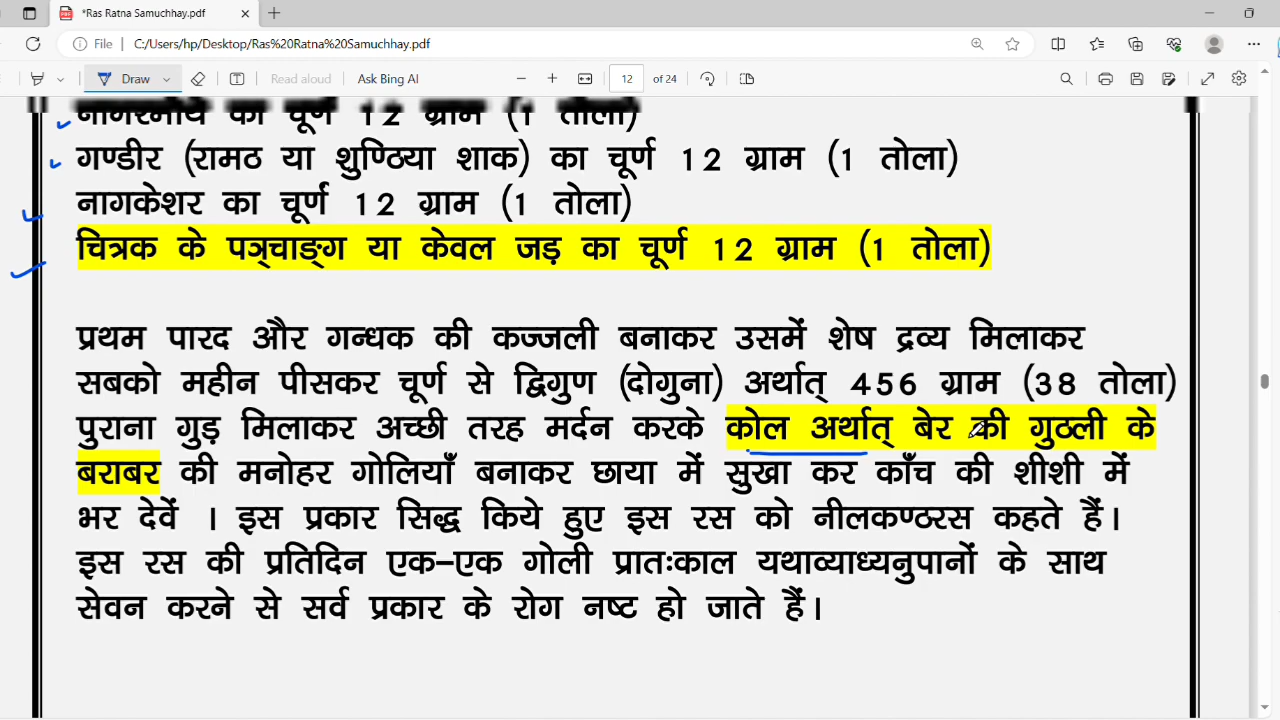 *Ras Ratna Samuchhay.pdf
File C:/Users/hp/Desktop/Ras%20Ratna%20Samuchhay.pdf
Draw Read aloud Ask Bing AI 12 of 24
नागरमोथे का चूर्ण 12 ग्राम (1 तोला)
गण्डीर (रामठ या शुण्ठिया शाक) का चूर्ण 12 ग्राम (1 तोला)
नागकेशर का चूर्ण 12 ग्राम (1 तोला)
चित्रक के पञ्चाङ्ग या केवल जड़ का चूर्ण 12 ग्राम (1 तोला)
प्रथम पारद और गन्धक की कज्जली बनाकर उसमें शेष द्रव्य मिलाकर
सबको महीन पीसकर चूर्ण से द्विगुण (दोगुना) अर्थात् 456 ग्राम (38 तोला)
पुराना गुड़ मिलाकर अच्छी तरह मर्दन करके कोल अर्थात् बेर की गुठली के
बराबर की मनोहर गोलियाँ बनाकर छाया में सुखा कर काँच की शीशी में
भर देवें । इस प्रकार सिद्ध किये हुए इस रस को नीलकण्ठरस कहते हैं।
इस रस की प्रतिदिन एक–एक गोली प्रातःकाल यथाव्याध्यनुपानों के साथ
सेवन करने से सर्व प्रकार के रोग नष्ट हो जाते हैं।